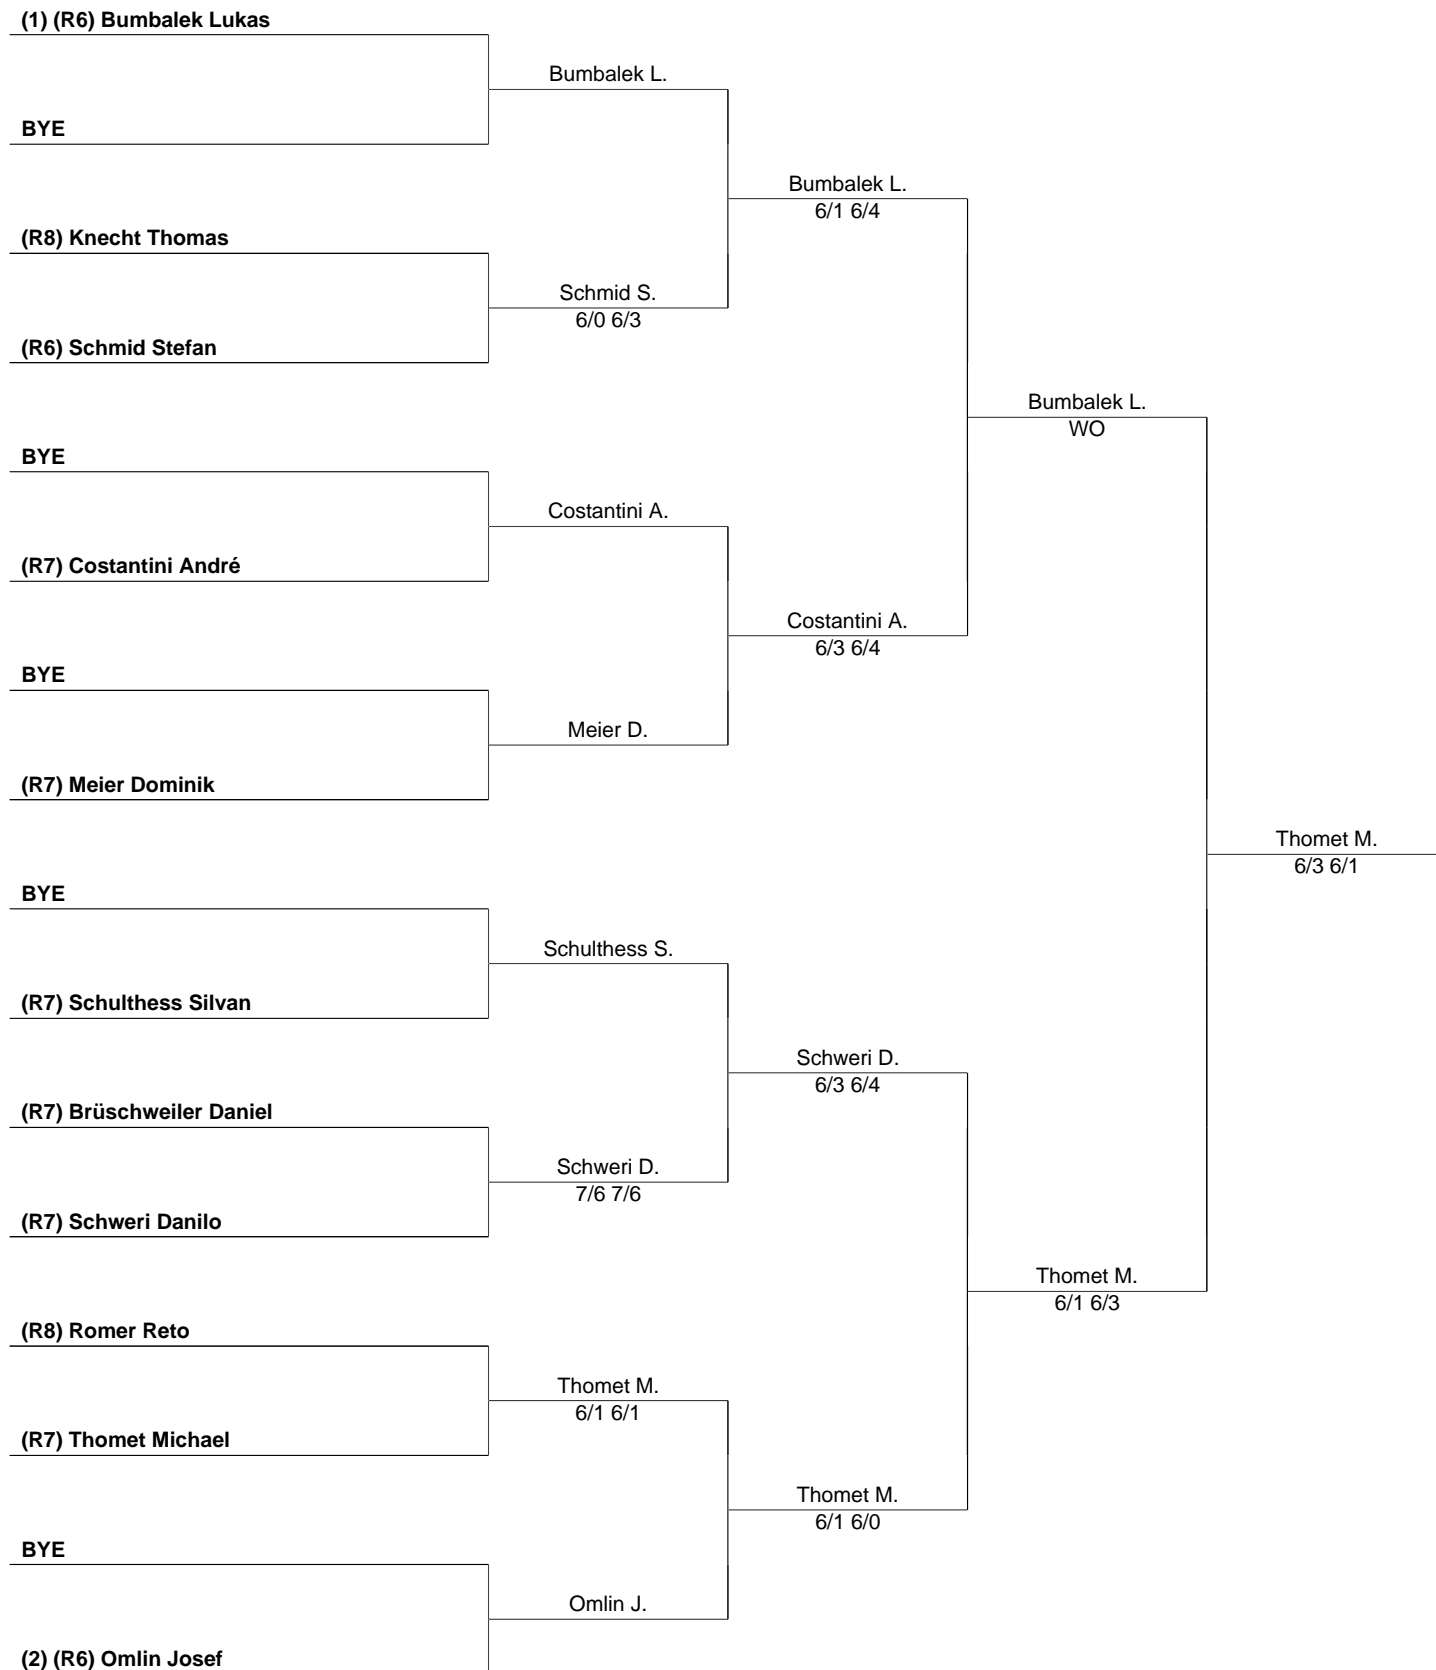 (1) (R6) Bumbalek Lukas
Bumbalek L.
BYE
Bumbalek L.
6/1 6/4
(R8) Knecht Thomas
Schmid S.
6/0 6/3
(R6) Schmid Stefan
Bumbalek L.
WO
BYE
Costantini A.
(R7) Costantini André
Costantini A.
6/3 6/4
BYE
Meier D.
(R7) Meier Dominik
Thomet M.
6/3 6/1
BYE
Schulthess S.
(R7) Schulthess Silvan
Schweri D.
6/3 6/4
(R7) Brüschweiler Daniel
Schweri D.
7/6 7/6
(R7) Schweri Danilo
Thomet M.
6/1 6/3
(R8) Romer Reto
Thomet M.
6/1 6/1
(R7) Thomet Michael
Thomet M.
6/1 6/0
BYE
Omlin J.
(2) (R6) Omlin Josef